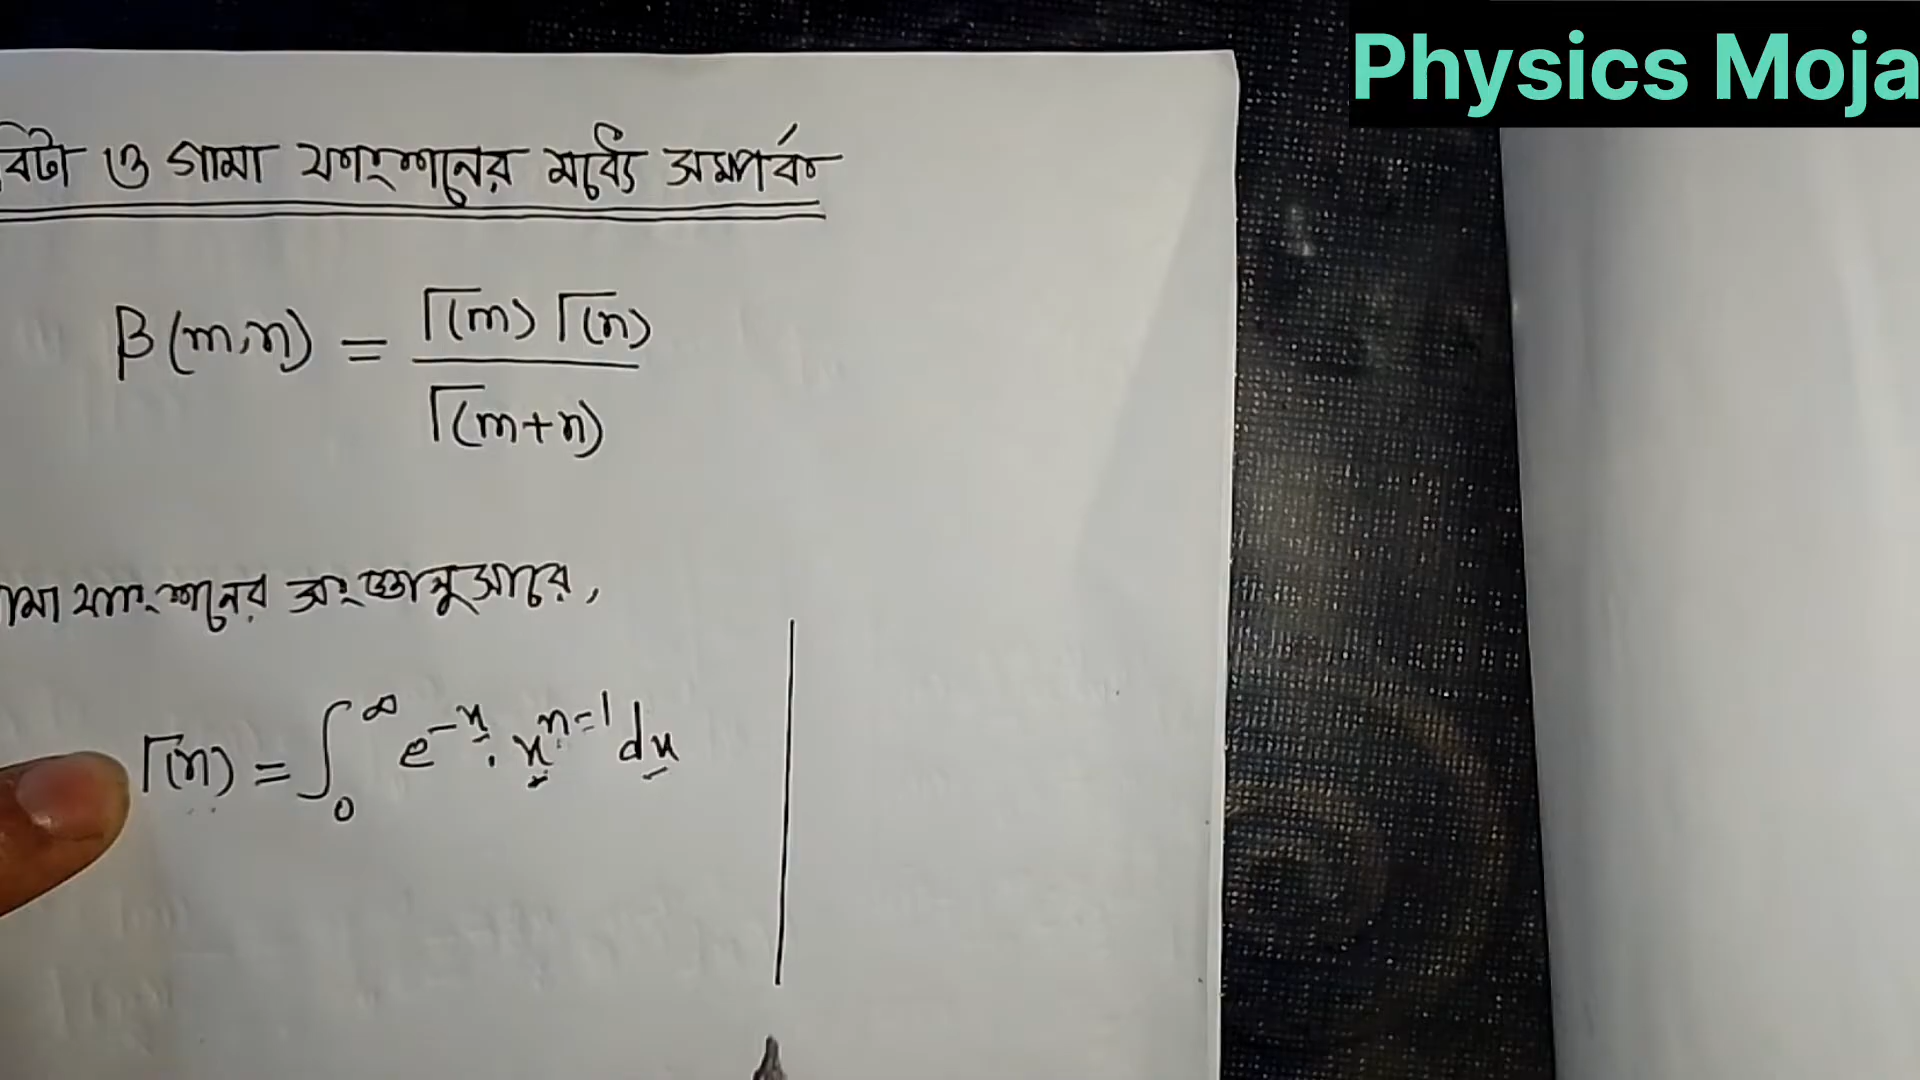 Physics Moja
বিটা ও গামা ফাংশনের মধ্যে সম্পর্ক
β(m,n) = Γ(m) Γ(n) / Γ(m+n)
গামা ফাংশনের সংজ্ঞানুসারে,
Γ(n) = ∫₀^∞ e^-x . x^n-1 dx